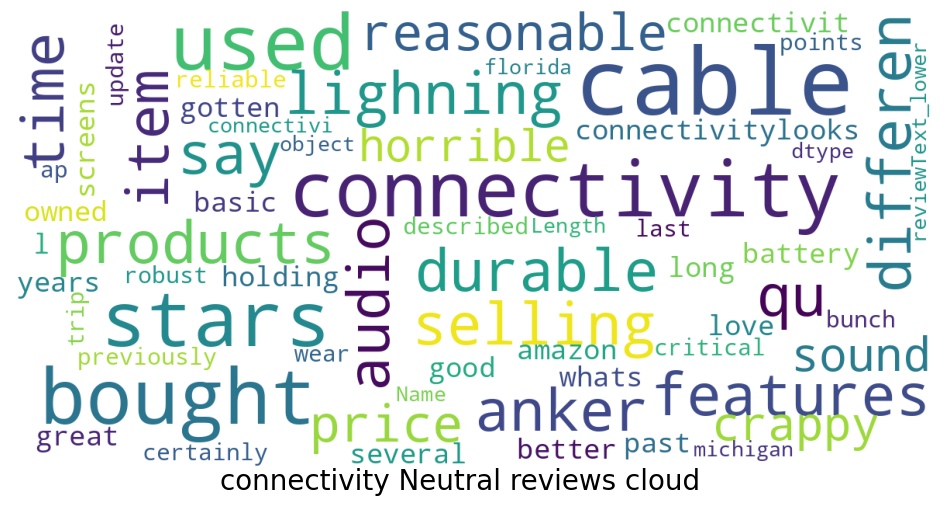 time
update
used
reasonable
connectivit
points
differen
reviewText_lower
screens
item
reliable
gotten
lighning
florida
cable
connectivi
say
object
horrible
connectivitylooks
dtype
ap
owned
basic
connectivity
l
products
audio
described
Length
last
years
robust
holding
durable
long
battery
trip
stars
selling
qu
love
bunch
previously
wear
good
amazon
critical
sound
bought
Name
whats
features
great
price
anker
crappy
certainly
several
better
past
michigan
connectivity Neutral reviews cloud